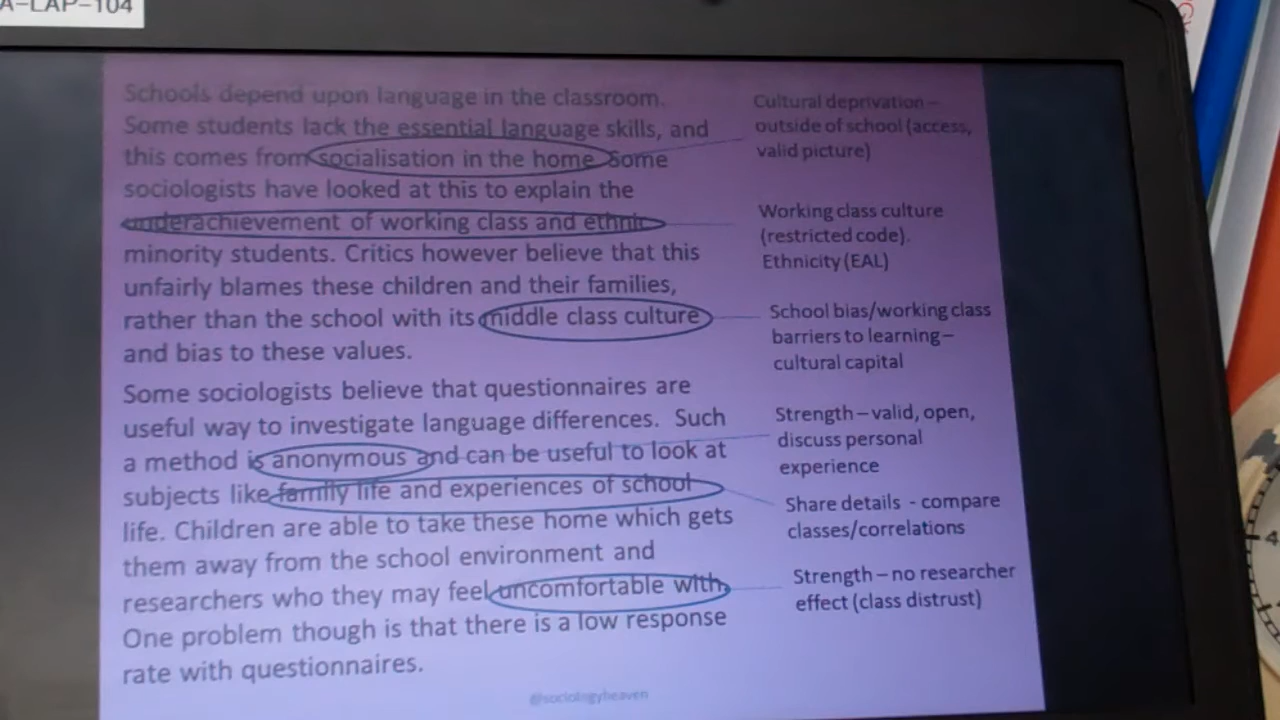 A-LAP-104
Schools depend upon language in the classroom.
Some students lack the essential language skills, and
this comes from socialisation in the home. Some
sociologists have looked at this to explain the
underachievement of working class and ethnic
minority students. Critics however believe that this
unfairly blames these children and their families,
rather than the school with its middle class culture
and bias to these values.
Some sociologists believe that questionnaires are
useful way to investigate language differences. Such
a method is anonymous and can be useful to look at
subjects like family life and experiences of school
life. Children are able to take these home which gets
them away from the school environment and
researchers who they may feel uncomfortable with.
One problem though is that there is a low response
rate with questionnaires.
Cultural deprivation –
outside of school (access,
valid picture)
Working class culture
(restricted code).
Ethnicity (EAL)
School bias/working class
barriers to learning –
cultural capital
Strength – valid, open,
discuss personal
experience
Share details - compare
classes/correlations
Strength – no researcher
effect (class distrust)
@sociologyheaven
4